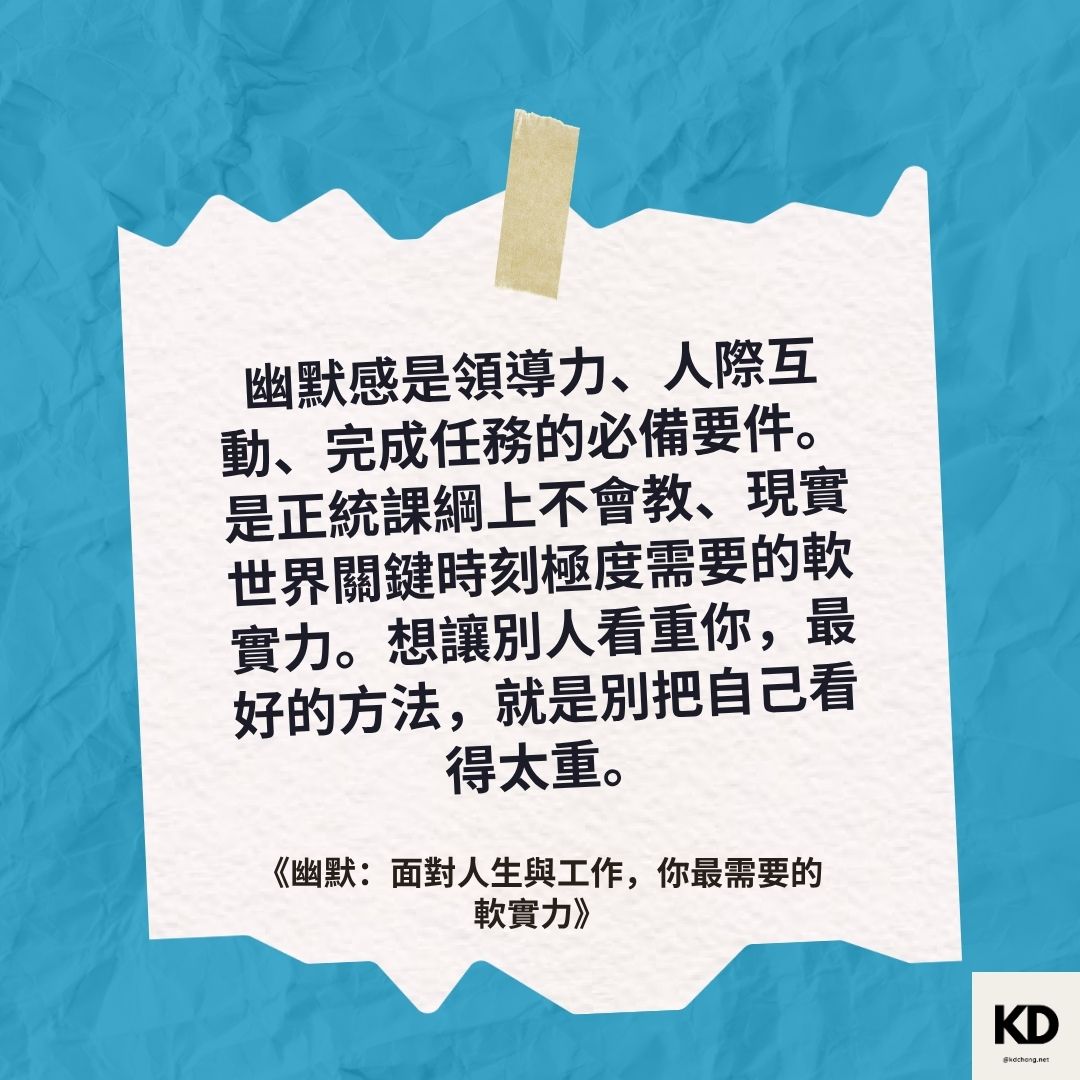 幽默感是領導力、人際互
動、完成任務的必備要件。
是正統課綱上不會教、現實
世界關鍵時刻極度需要的軟
實力。想讓別人看重你，最
好的方法，就是別把自己看
得太重。
《幽默：面對人生與工作，你最需要的
軟實力》
KD
@kdchong.net